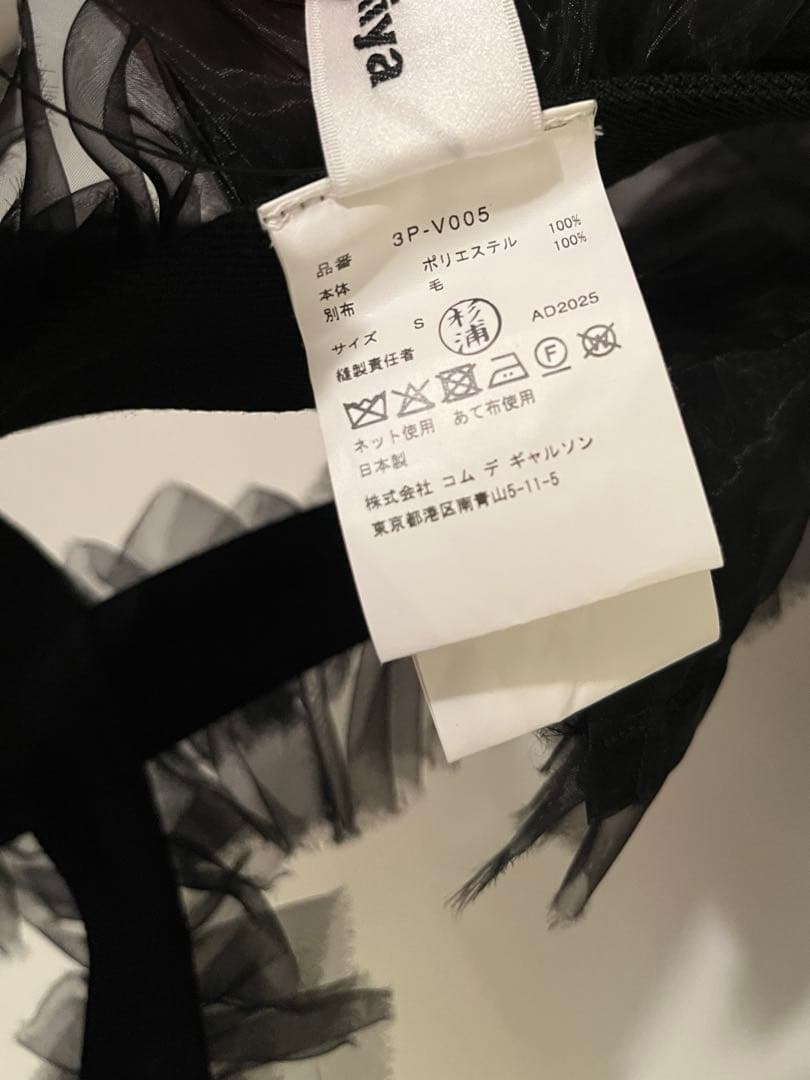 iiya
品番 3P-V005
本体 ポリエステル 100%
別布 毛 100%
サイズ S
縫製責任者 杉浦 AD2025
F W
ネット使用 あて布使用
日本製
株式会社 コム デ ギャルソン
東京都港区南青山5-11-5